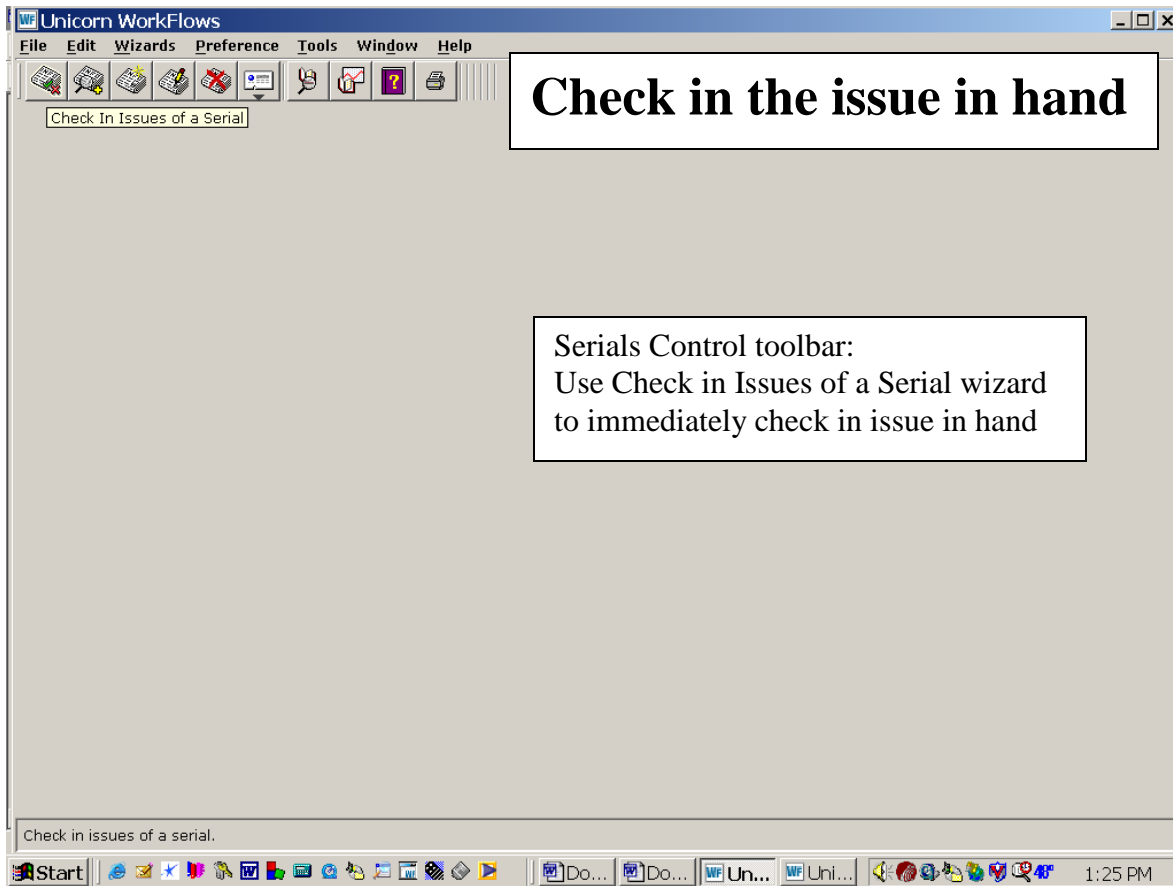 Unicorn WorkFlows
File Edit Wizards Preference Tools Window Help
Check In Issues of a Serial
Check in the issue in hand
Serials Control toolbar:
Use Check in Issues of a Serial wizard
to immediately check in issue in hand
Check in issues of a serial.
Start Do... Do... Un... Uni... 48° 1:25 PM